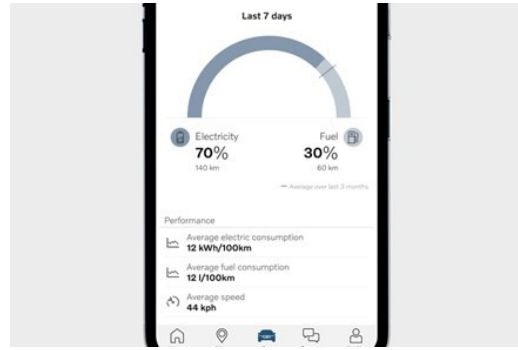 Last 7 days
Electricity
70%
140 km
Fuel
30%
60 km
Average over last 3 months
Performance
Average electric consumption
12 kWh/100km
Average fuel consumption
12 l/100km
Average speed
44 kph